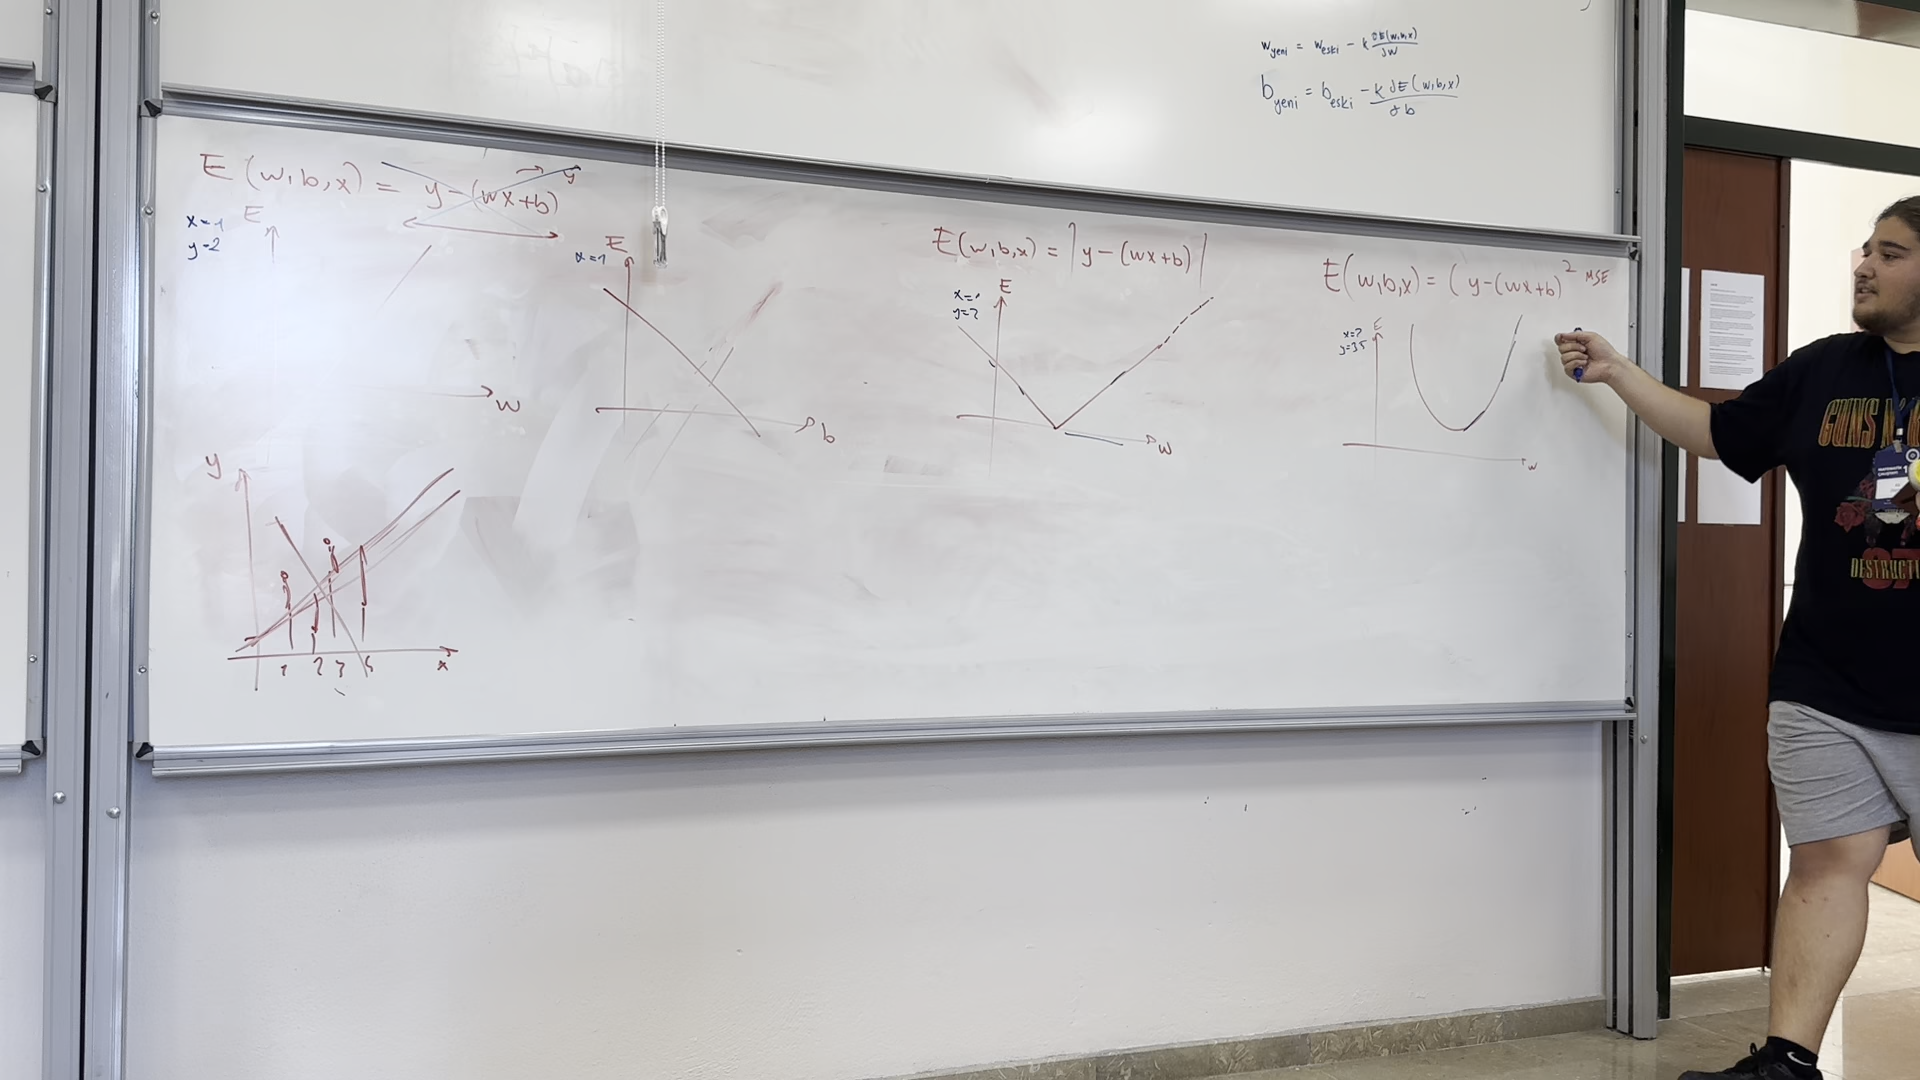 w_yeni = w_eski - k ∂E(w,b,x)/∂w
b_yeni = b_eski - k ∂E(w,b,x)/∂b
E(w,b,x) = y-(wx+b)
y
x=1
y=2
E
w
x=1
E
b
E(w,b,x) = |y-(wx+b)|
x=1
y=2
E
w
E(w,b,x) = (y-(wx+b)² MSE
E
w
y
1 2 3
x
GUNS N
DESTRUCTI